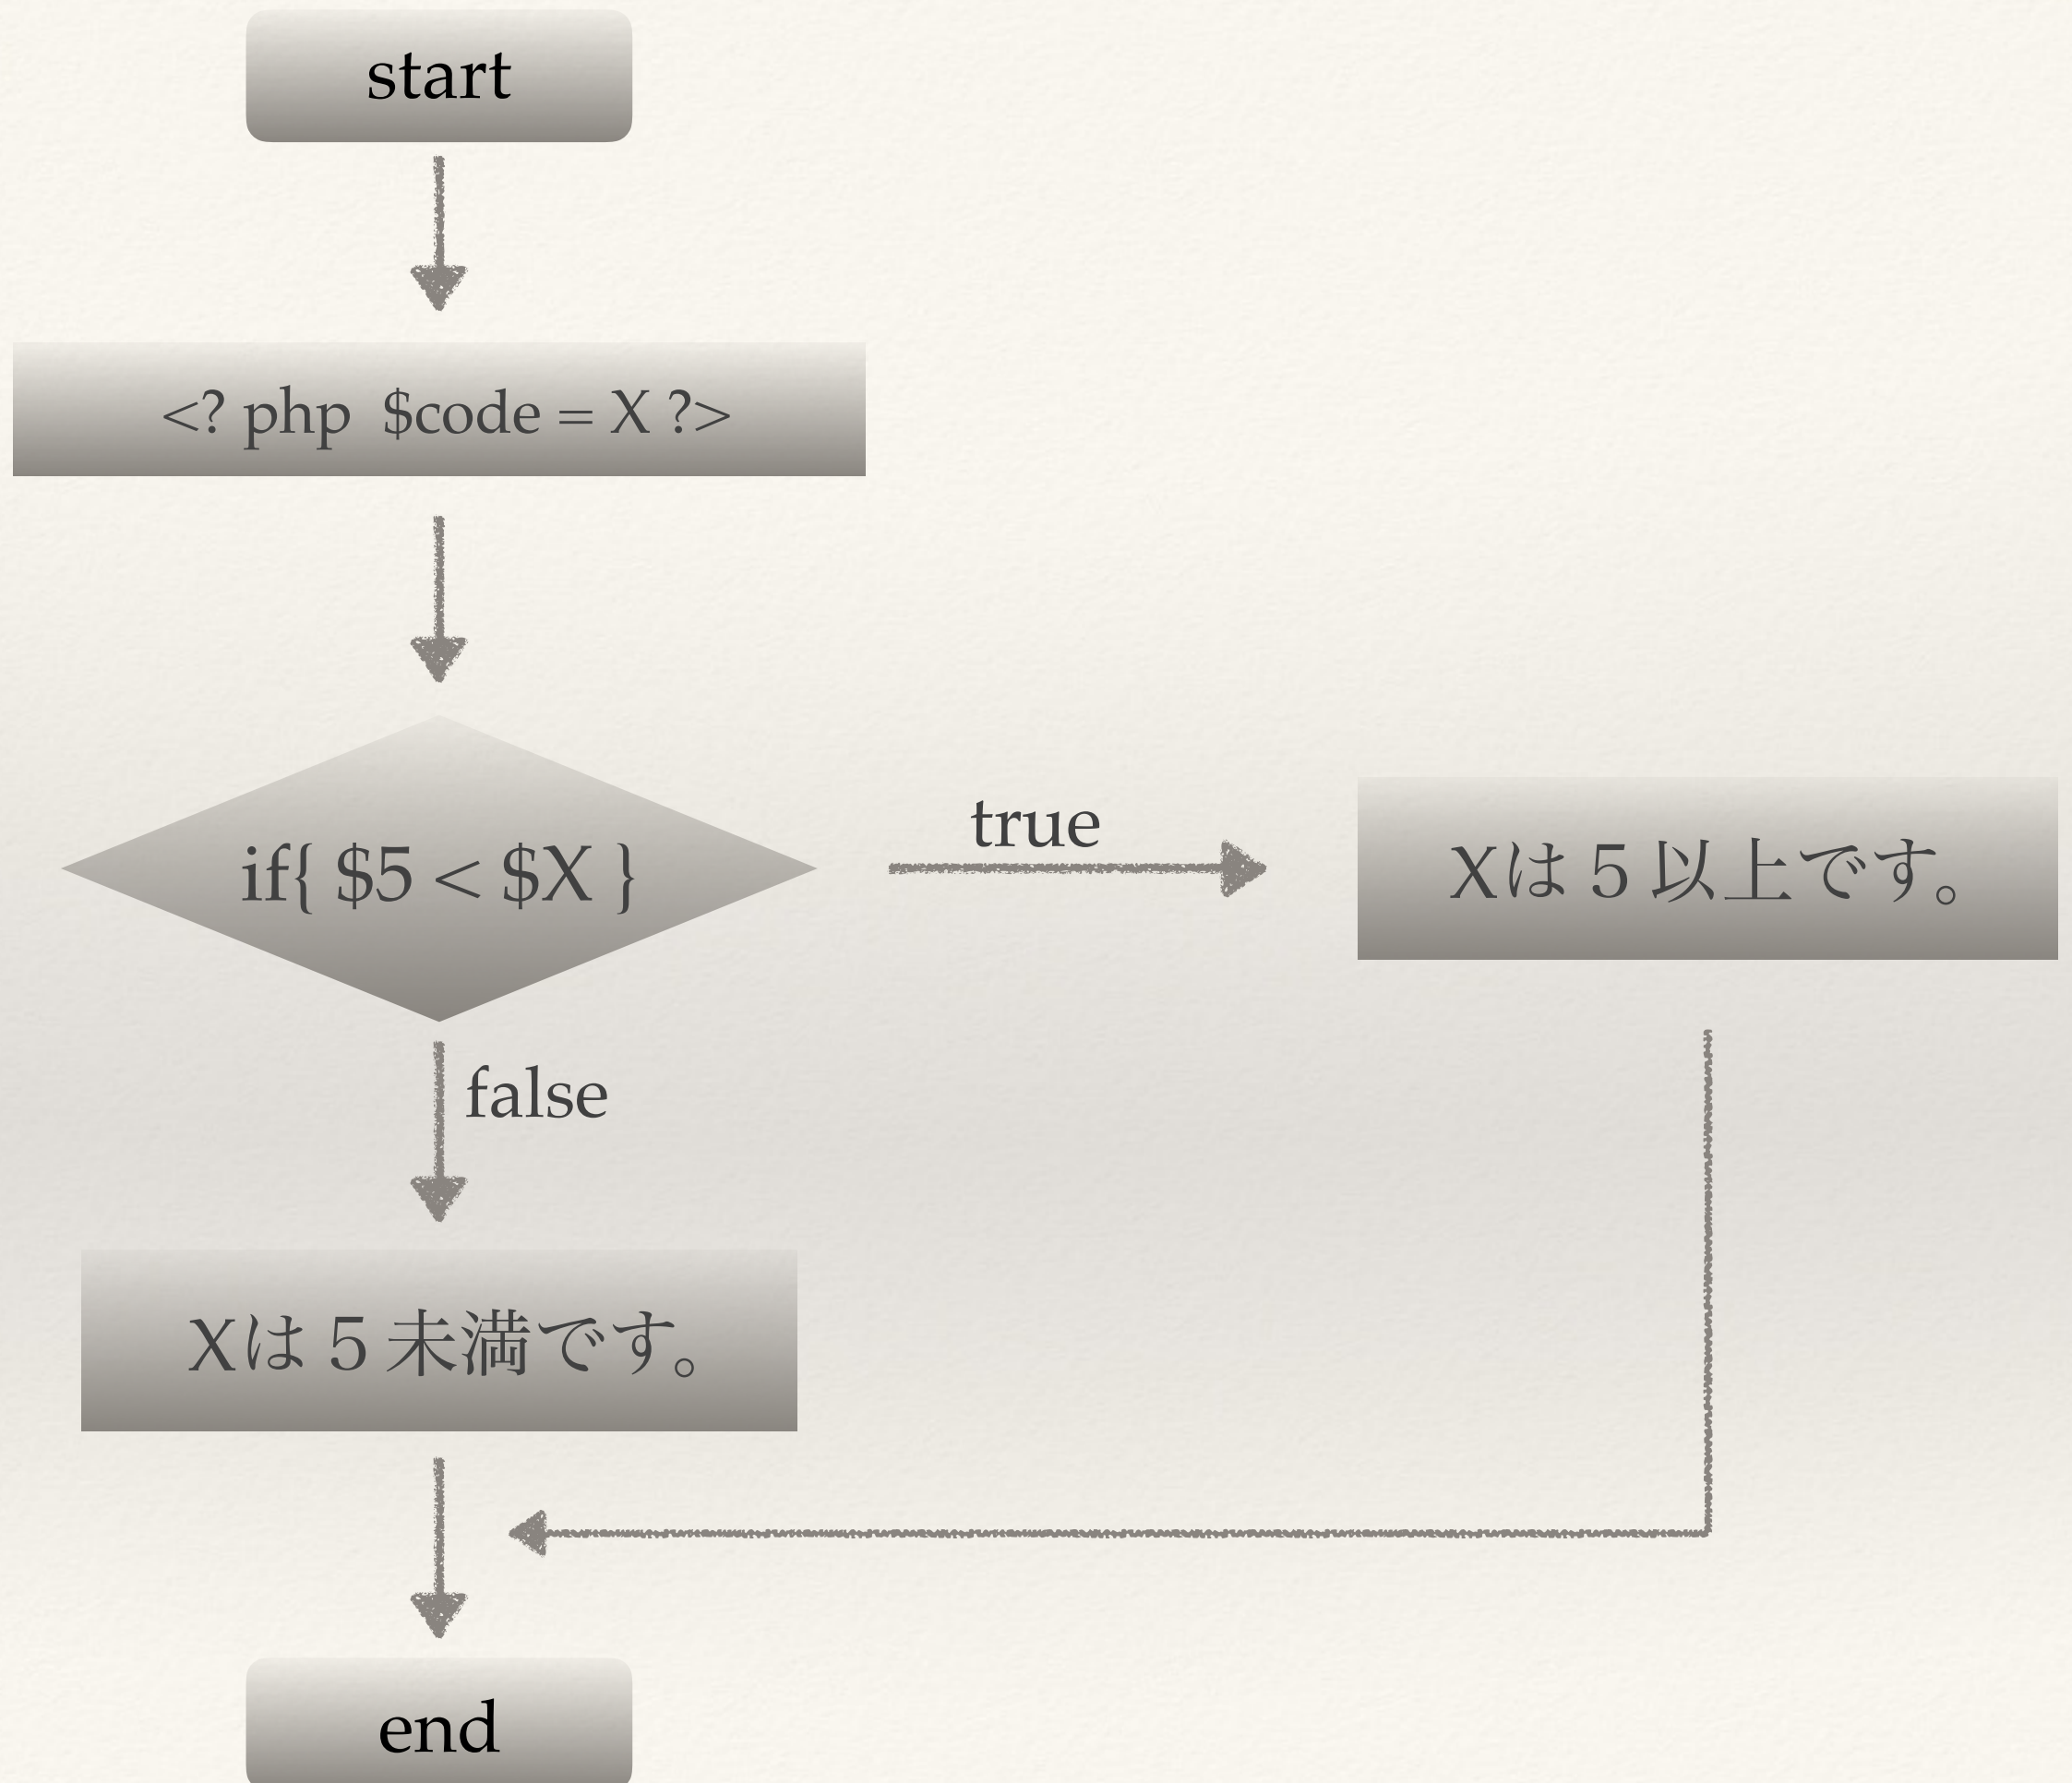 start
<? php  $code = X ?>
if{ $5 < $X }
true
Xは 5 以上です。
false
Xは 5 未満です。
end